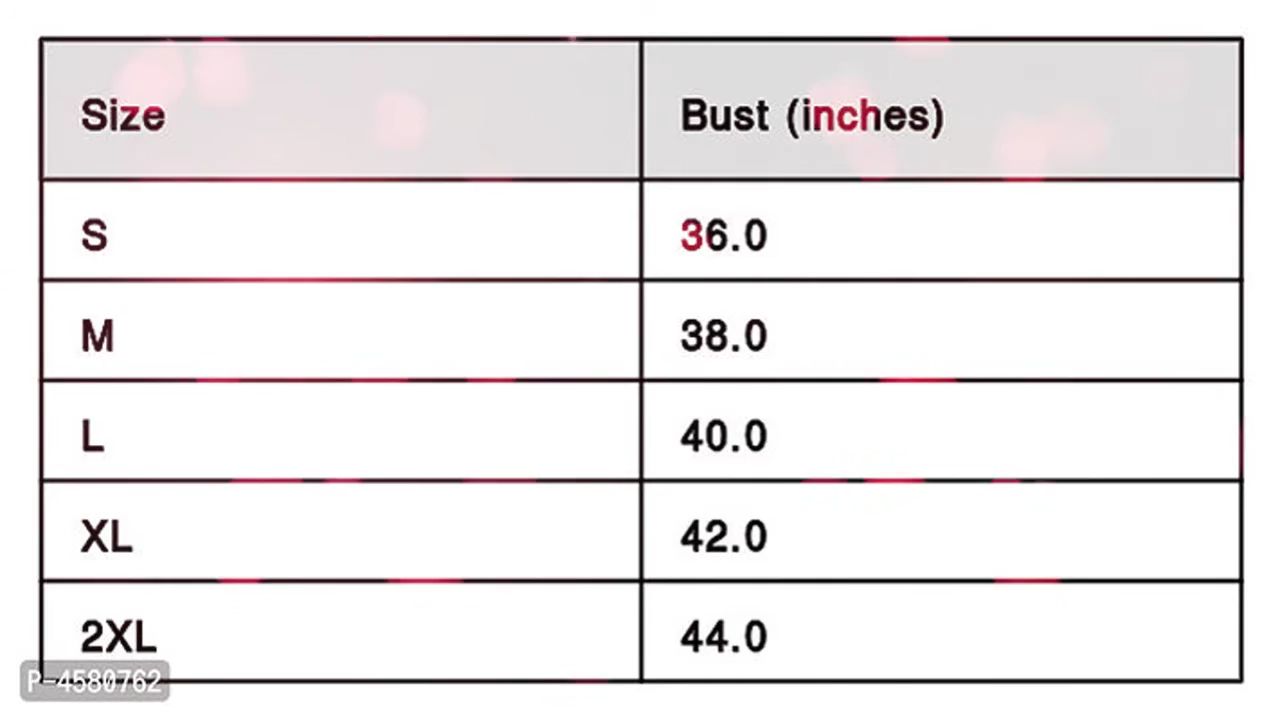 Size Bust (inches)
S 36.0
M 38.0
L 40.0
XL 42.0
2XL 44.0
P-4580762